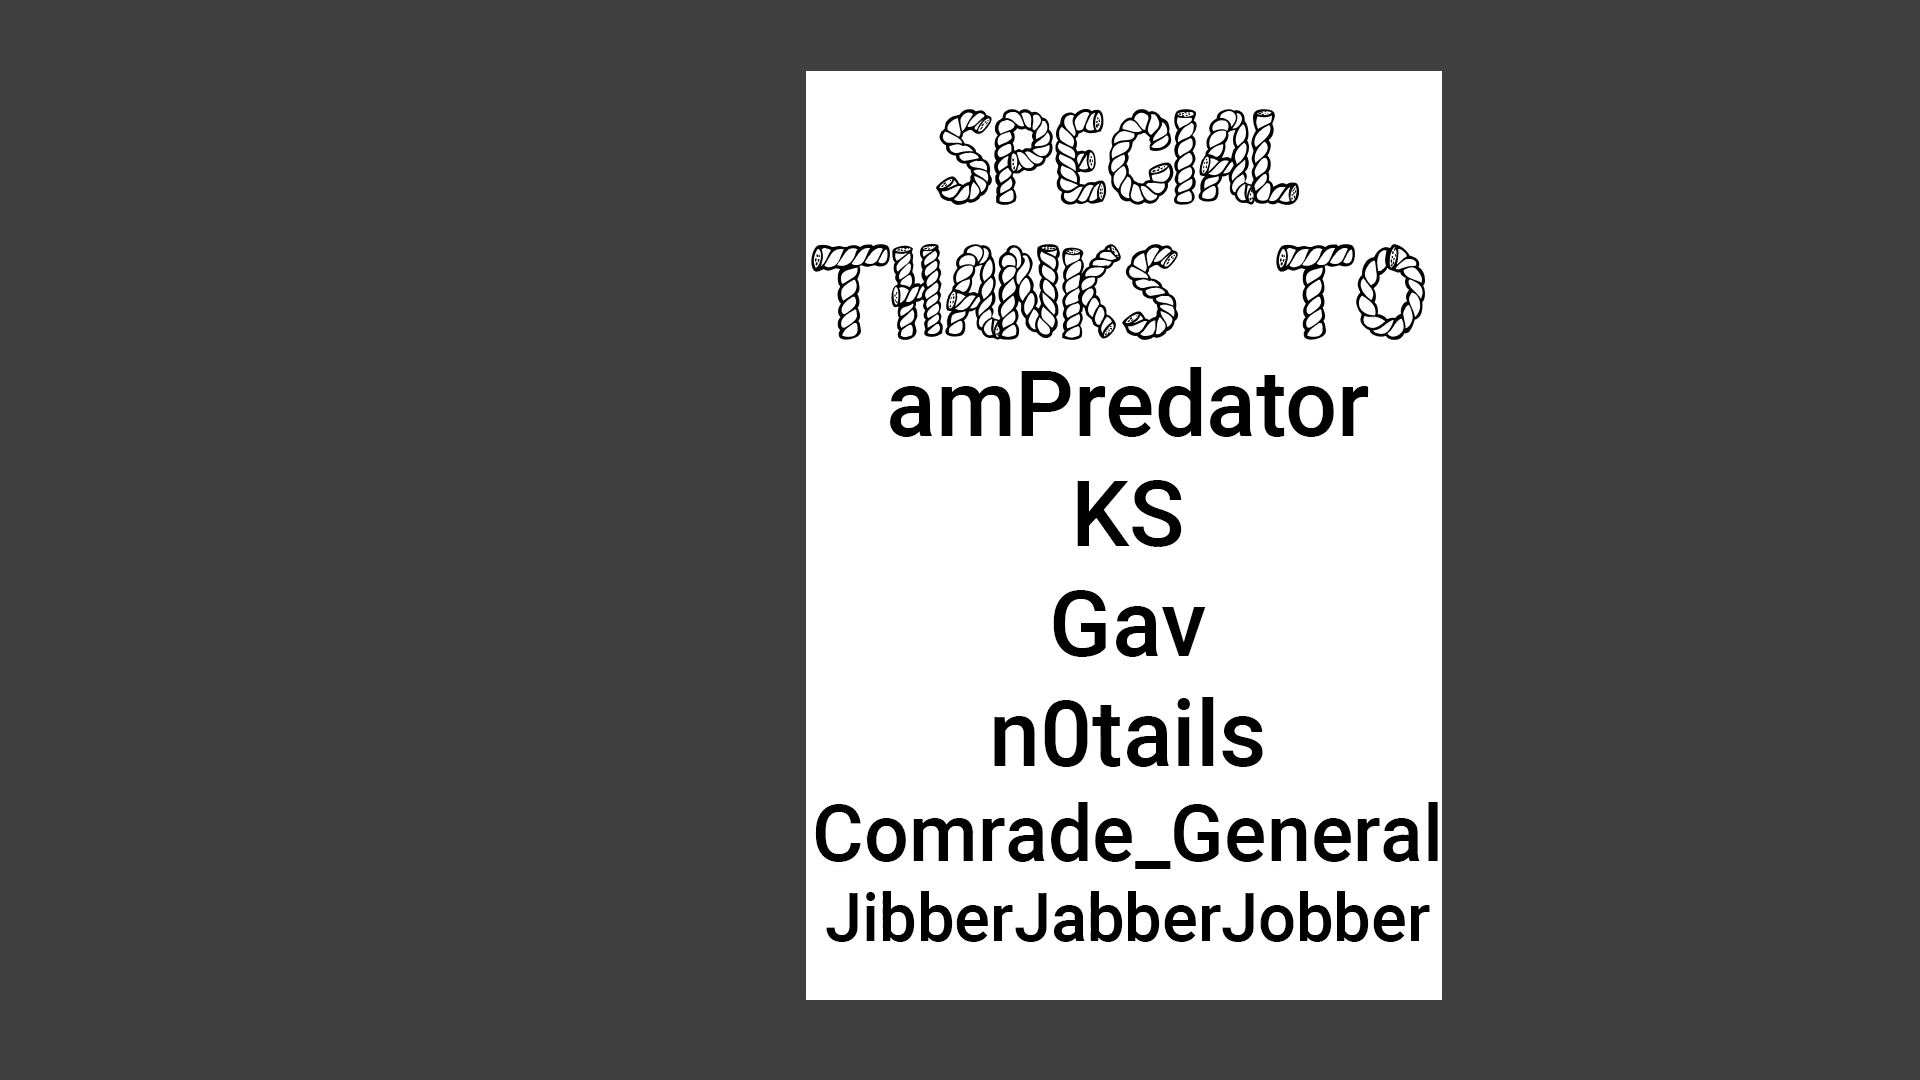 SPECIAL
THANKS TO
amPredator
KS
Gav
n0tails
Comrade_General
JibberJabberJobber